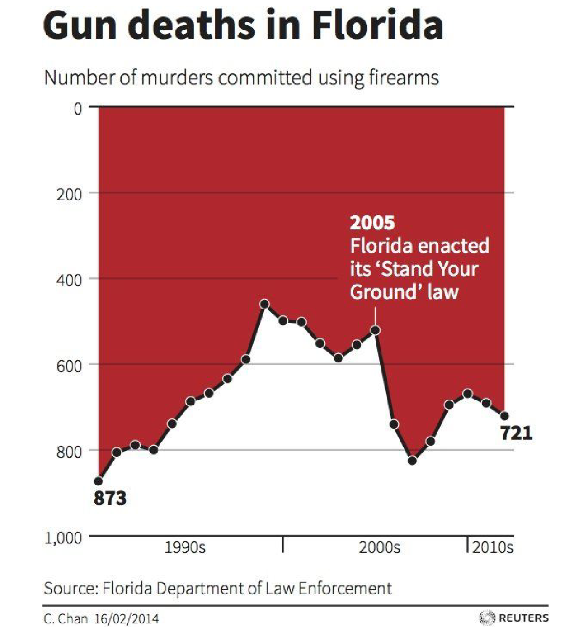 Gun deaths in Florida
Number of murders committed using firearms
0
200
2005
Florida enacted
its ‘Stand Your
Ground’ law
400
600
721
800
873
1,000
1990s
2000s
2010s
Source: Florida Department of Law Enforcement
C. Chan 16/02/2014
REUTERS